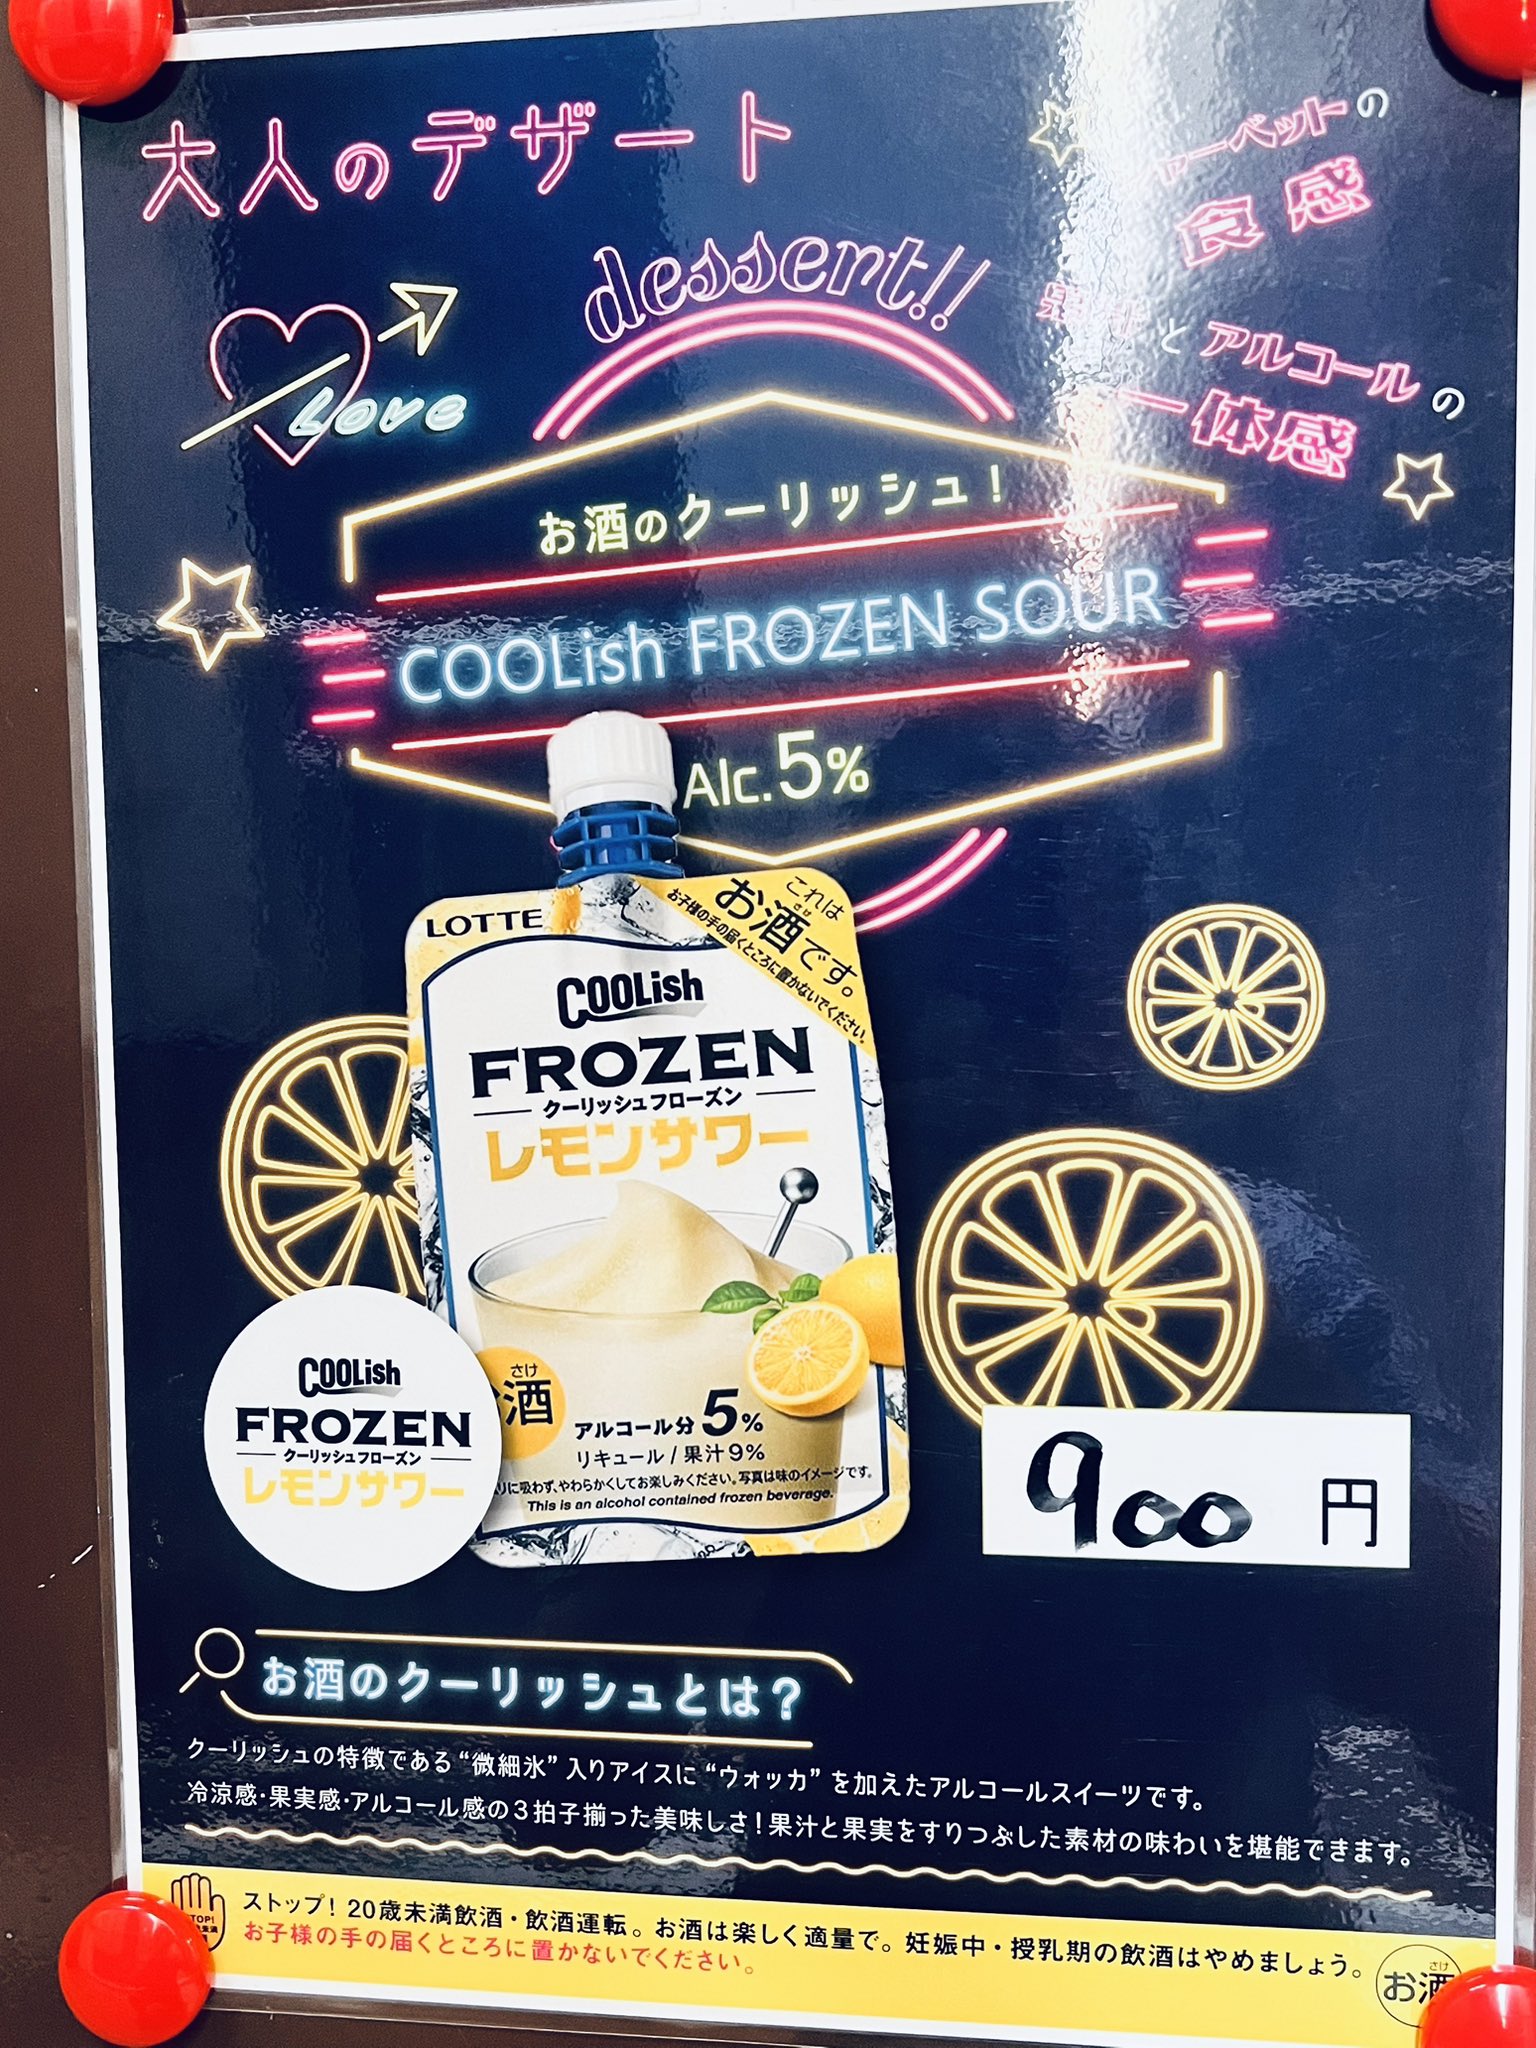 大人のデザート
ーベットの
食感
dessert!!
と アルコールの
一体感
Love
お酒のクーリッシュ！
COOLish FROZEN SOUR
Alc.5%
LOTTE
これは
さけ
お酒です。
お子様の手の届くところに置かないでください。
COOLish
FROZEN
クーリッシュフローズン
レモンサワー
さけ
酒
アルコール分5%
リキュール / 果汁9%
に吸わず、やわらかくしてお楽しみください。写真は味のイメージです。
This is an alcohol contained frozen beverage.
COOLish
FROZEN
クーリッシュフローズン
レモンサワー
900 円
お酒のクーリッシュとは？
クーリッシュの特徴である“微細氷”入りアイスに“ウォッカ”を加えたアルコールスイーツです。
冷涼感・果実感・アルコール感の3拍子揃った美味しさ！果汁と果実をすりつぶした素材の味わいを堪能できます。
ストップ！20歳未満飲酒・飲酒運転。お酒は楽しく適量で。妊娠中・授乳期の飲酒はやめましょう。
お子様の手の届くところに置かないでください。
さけ
お酒